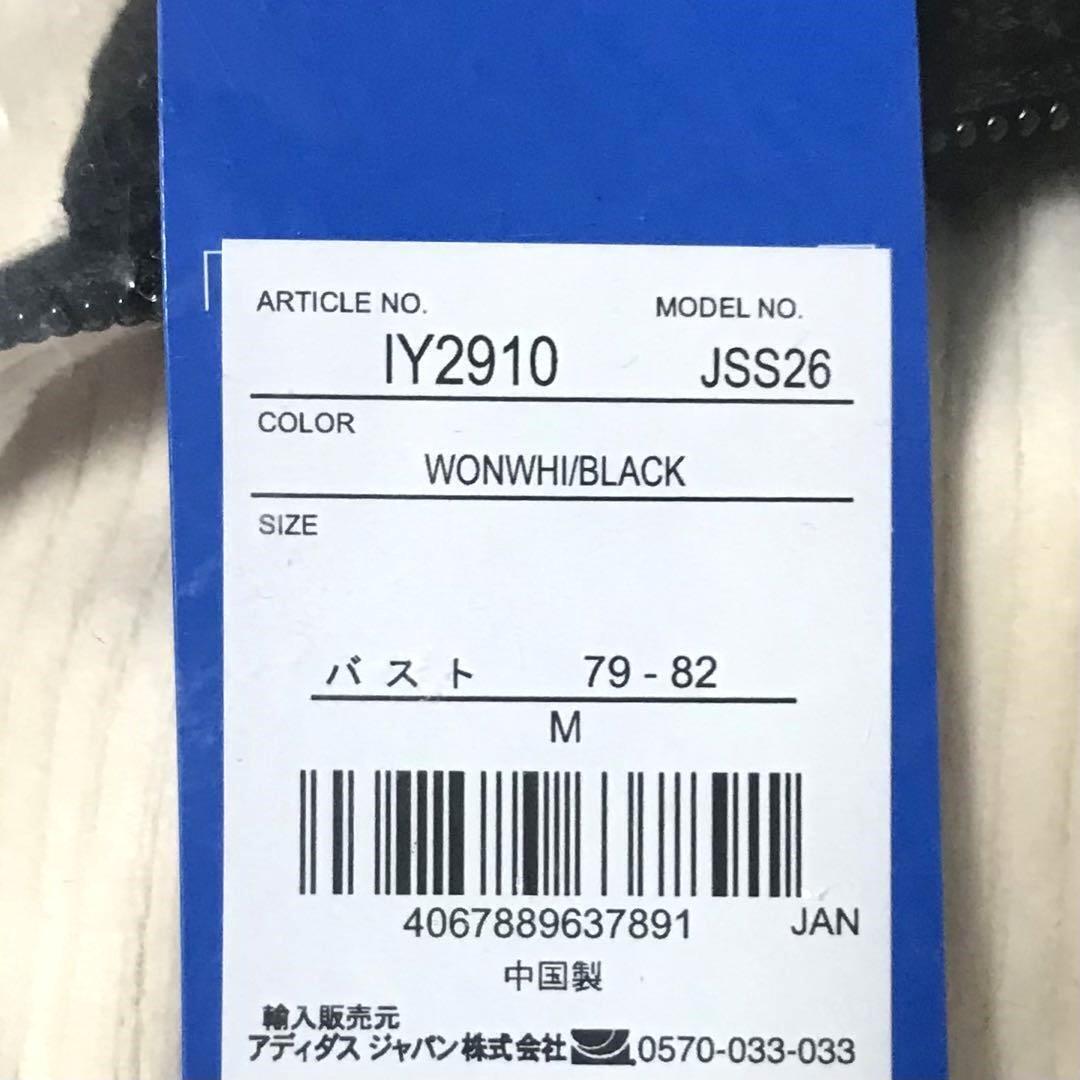 ARTICLE NO. MODEL NO.
IY2910 JSS26
COLOR
WONWHI/BLACK
SIZE
バスト 79 - 82
M
4067889637891 JAN
中国製
輸入販売元
アディダス ジャパン株式会社 0570-033-033